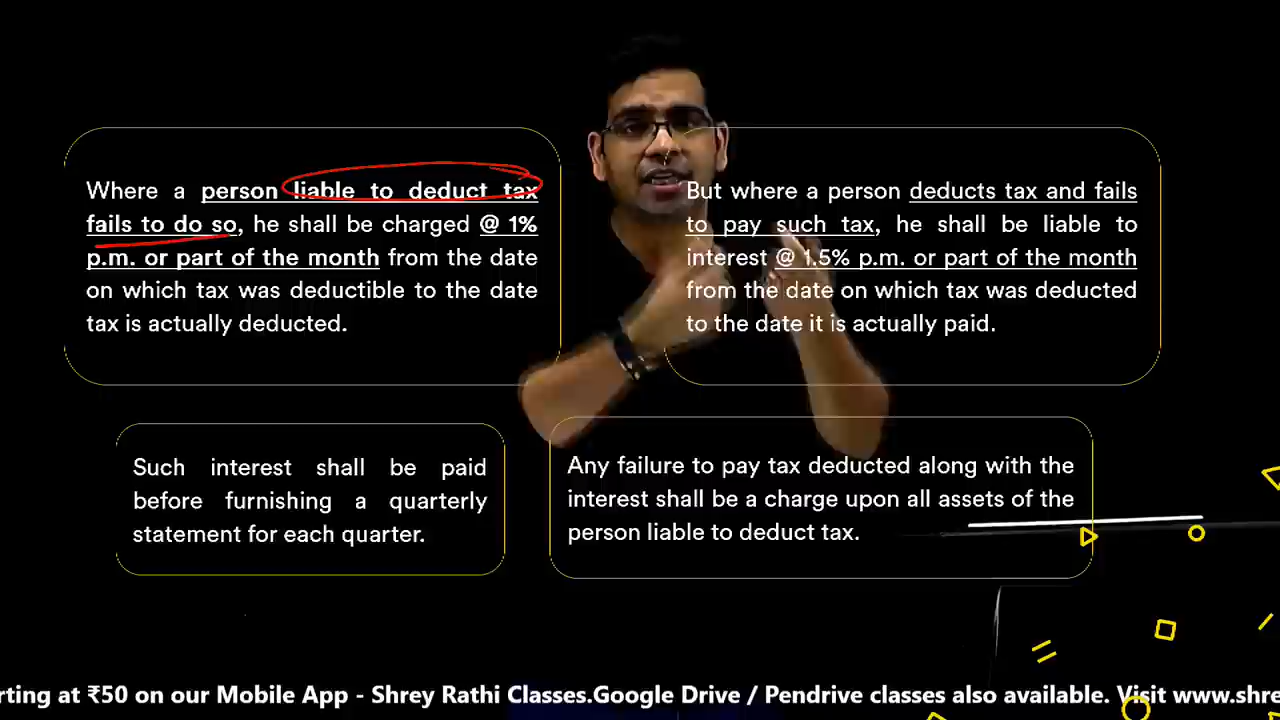 Where a person liable to deduct tax
fails to do so, he shall be charged @ 1%
p.m. or part of the month from the date
on which tax was deductible to the date
tax is actually deducted.
But where a person deducts tax and fails
to pay such tax, he shall be liable to
interest @ 1.5% p.m. or part of the month
from the date on which tax was deducted
to the date it is actually paid.
Such interest shall be paid
before furnishing a quarterly
statement for each quarter.
Any failure to pay tax deducted along with the
interest shall be a charge upon all assets of the
person liable to deduct tax.
rting at ₹50 on our Mobile App - Shrey Rathi Classes.Google Drive / Pendrive classes also available. Visit www.shre